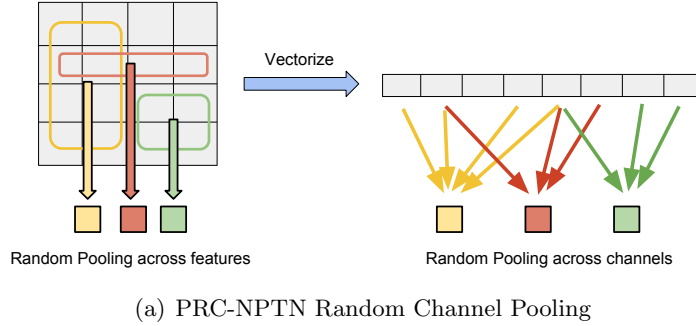 Vectorize
Random Pooling across features
Random Pooling across channels
(a) PRC-NPTN Random Channel Pooling